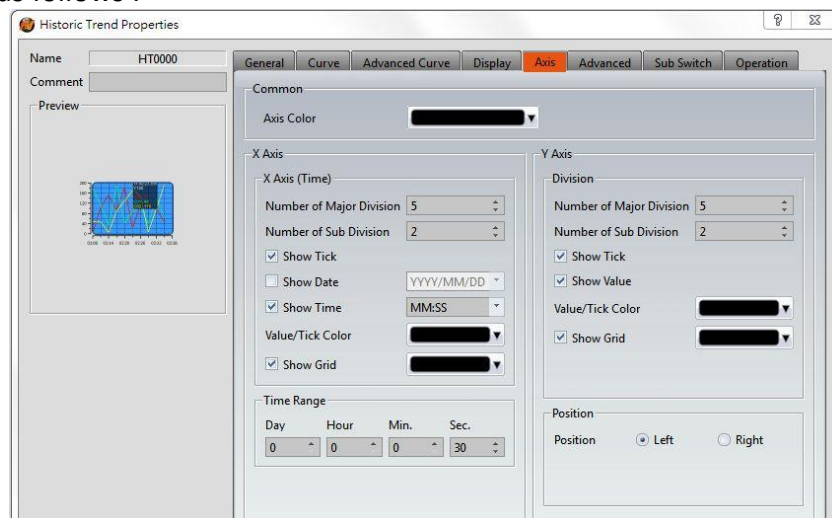 as follows :
Historic Trend Properties
Name HT0000
Comment
Preview
General Curve Advanced Curve Display Axis Advanced Sub Switch Operation
Common
Axis Color
X Axis
X Axis (Time)
Number of Major Division 5
Number of Sub Division 2
Show Tick
Show Date YYYY/MM/DD
Show Time MM:SS
Value/Tick Color
Show Grid
Time Range
Day Hour Min. Sec.
0 0 0 30
Y Axis
Division
Number of Major Division 5
Number of Sub Division 2
Show Tick
Show Value
Value/Tick Color
Show Grid
Position
Position Left Right